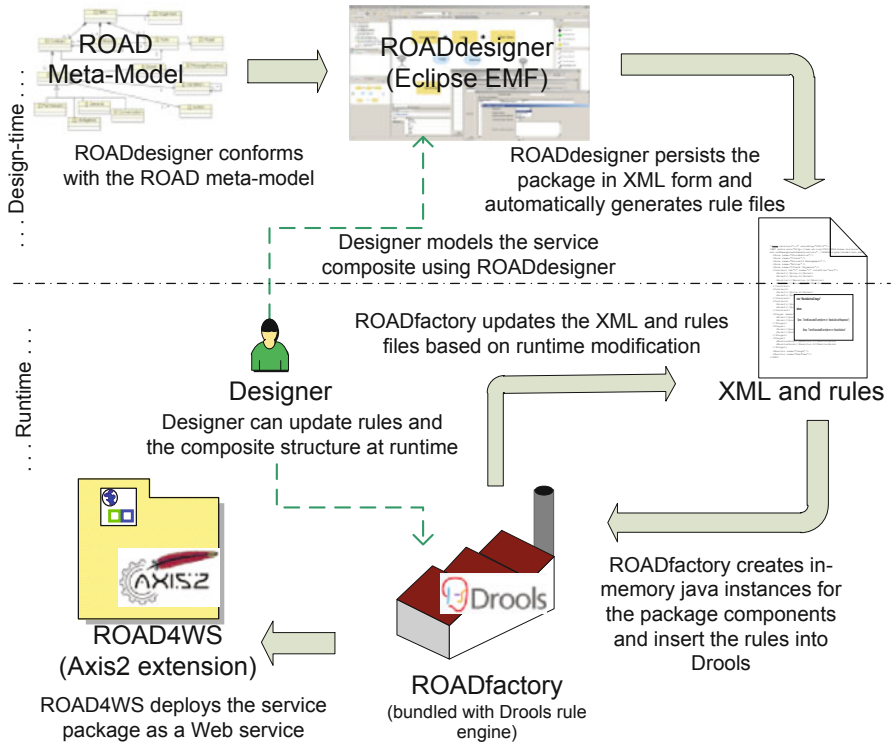 ROAD
Meta-Model
ROADdesigner
(Eclipse EMF)
ROADdesigner conforms
with the ROAD meta-model
ROADdesigner persists the
package in XML form and
automatically generates rule files
. . . Design-time . . . .
Designer models the service
composite using ROADdesigner
ROADfactory updates the XML and rules
files based on runtime modification
XML and rules
Designer
Designer can update rules and
the composite structure at runtime
. . . Runtime . . . .
AXIS2
Drools
ROADfactory creates in-
memory java instances for
the package components
and insert the rules into
Drools
ROAD4WS
(Axis2 extension)
ROAD4WS deploys the service
package as a Web service
ROADfactory
(bundled with Drools rule
engine)